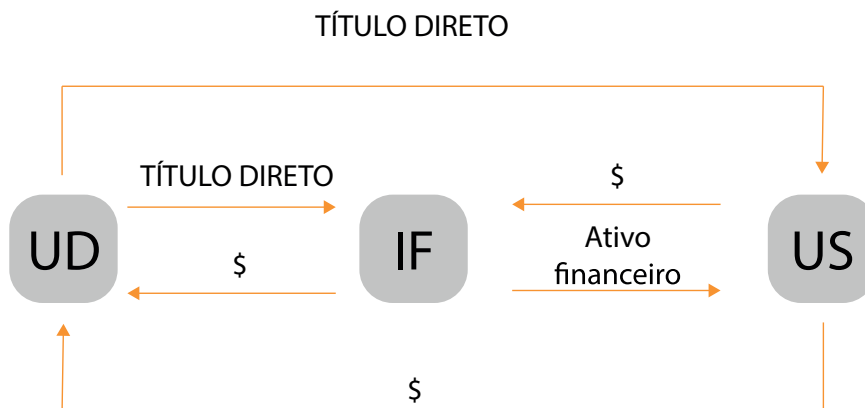 TÍTULO DIRETO
TÍTULO DIRETO
$
UD
IF
US
$
Ativo
financeiro
$